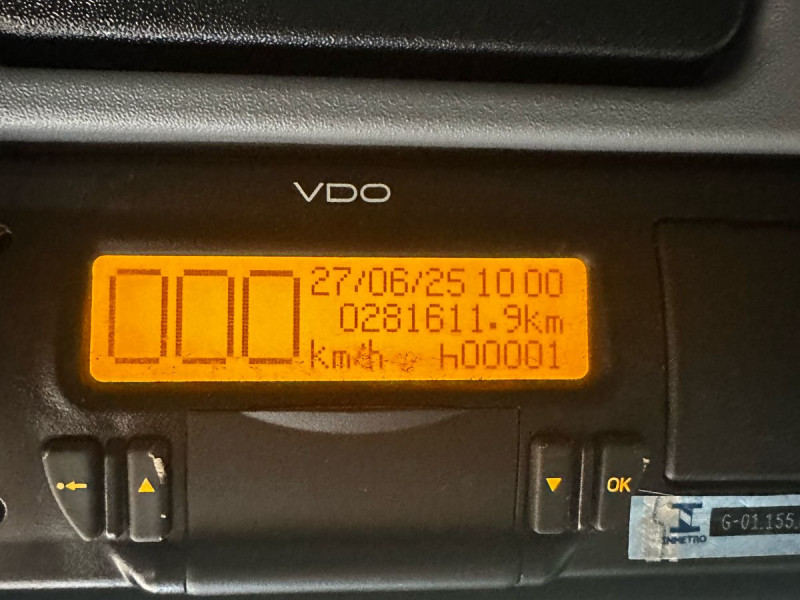 VDO
000
27/06/25 10 00
0281611.9km
km/h h00001
OK
INMETRO
G-01.155.